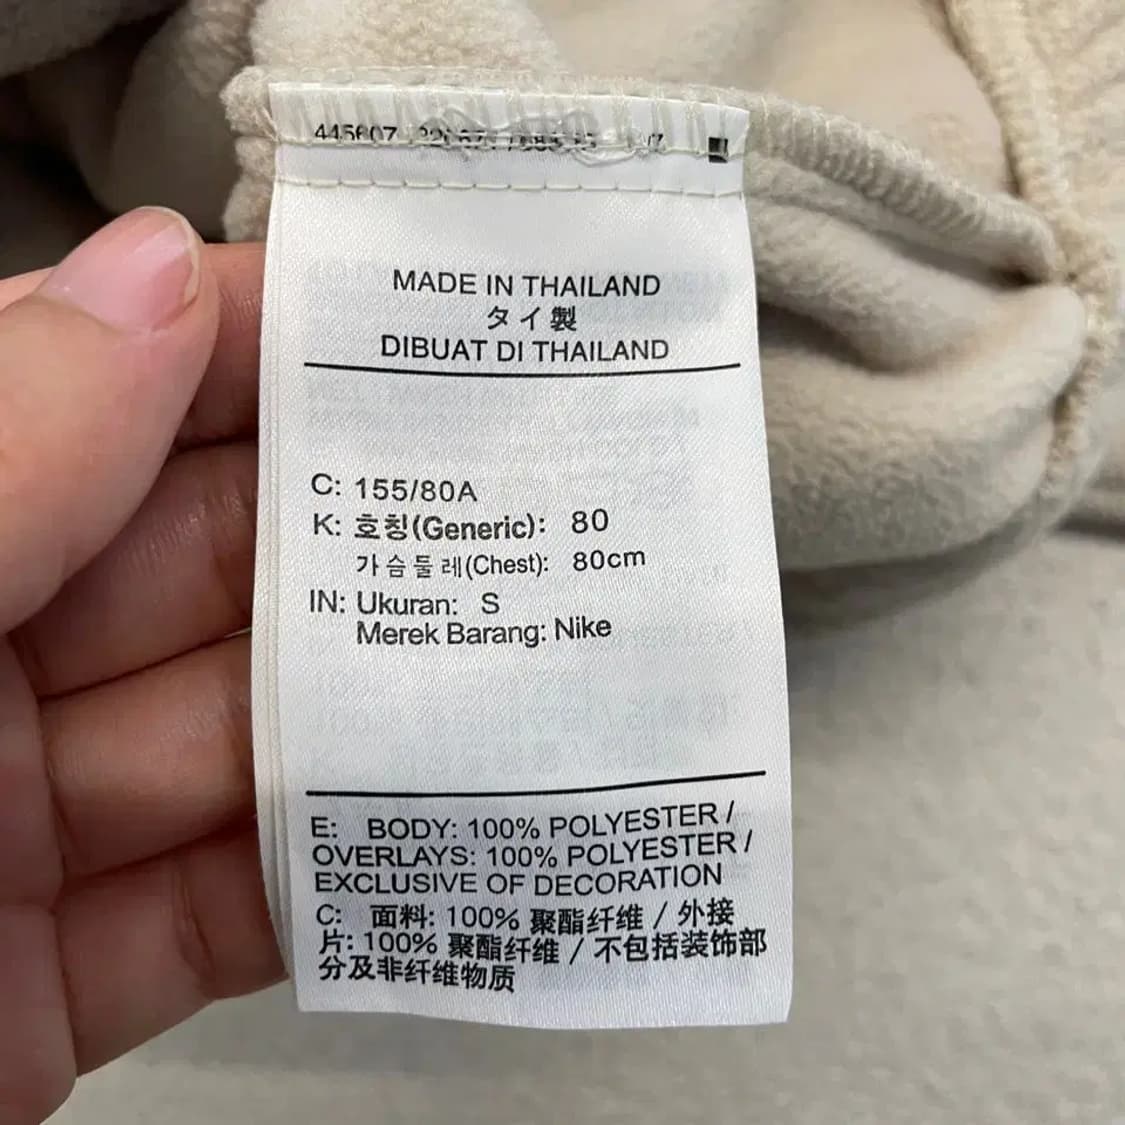 445607
MADE IN THAILAND
タイ製
DIBUAT DI THAILAND
C: 155/80A
K: 호칭(Generic): 80
가슴둘레(Chest): 80cm
IN: Ukuran: S
Merek Barang: Nike
E: BODY: 100% POLYESTER /
OVERLAYS: 100% POLYESTER /
EXCLUSIVE OF DECORATION
C: 面料: 100% 聚酯纤维 / 外接
片: 100% 聚酯纤维 / 不包括装饰部
分及非纤维物质